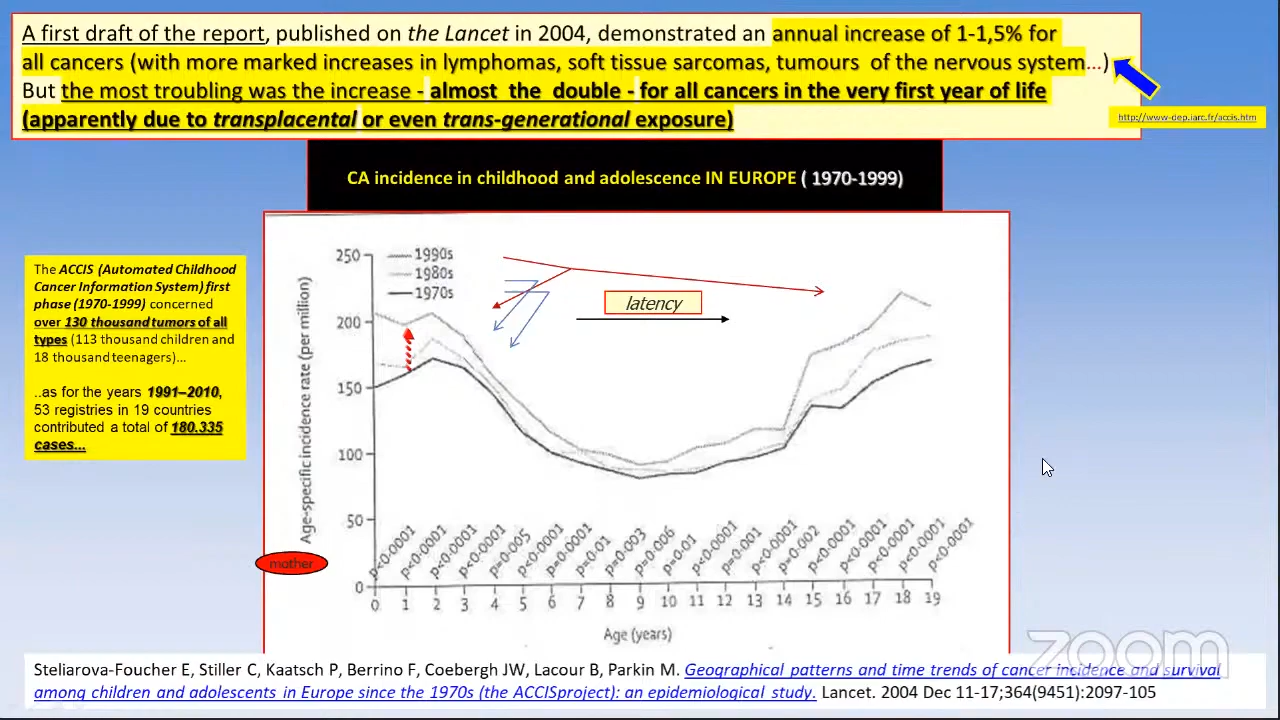 A first draft of the report, published on the Lancet in 2004, demonstrated an annual increase of 1-1,5% for
all cancers (with more marked increases in lymphomas, soft tissue sarcomas, tumours of the nervous system…)
But the most troubling was the increase - almost the double - for all cancers in the very first year of life
(apparently due to transplacental or even trans-generational exposure)
http://www-dep.iarc.fr/accis.htm
CA incidence in childhood and adolescence IN EUROPE ( 1970-1999)
The ACCIS (Automated Childhood
Cancer Information System) first
phase (1970-1999) concerned
over 130 thousand tumors of all
types (113 thousand children and
18 thousand teenagers)…
..as for the years 1991–2010,
53 registries in 19 countries
contributed a total of 180.335
cases...
Age-specific incidence rate (per million)
250
200
150
100
50
0
1990s
1980s
1970s
latency
mother
p<0·0001
p<0·0001
p<0·0001
p<0·0001
p=0·005
p<0·0001
p<0·0001
p=0·01
p=0·003
p=0·006
p=0·01
p<0·0001
p=0·001
p<0·0001
p=0·002
p<0·0001
p<0·0001
p<0·0001
p<0·0001
p<0·0001
0 1 2 3 4 5 6 7 8 9 10 11 12 13 14 15 16 17 18 19
Age (years)
zoom
Steliarova-Foucher E, Stiller C, Kaatsch P, Berrino F, Coebergh JW, Lacour B, Parkin M. Geographical patterns and time trends of cancer incidence and survival
among children and adolescents in Europe since the 1970s (the ACCISproject): an epidemiological study. Lancet. 2004 Dec 11-17;364(9451):2097-105